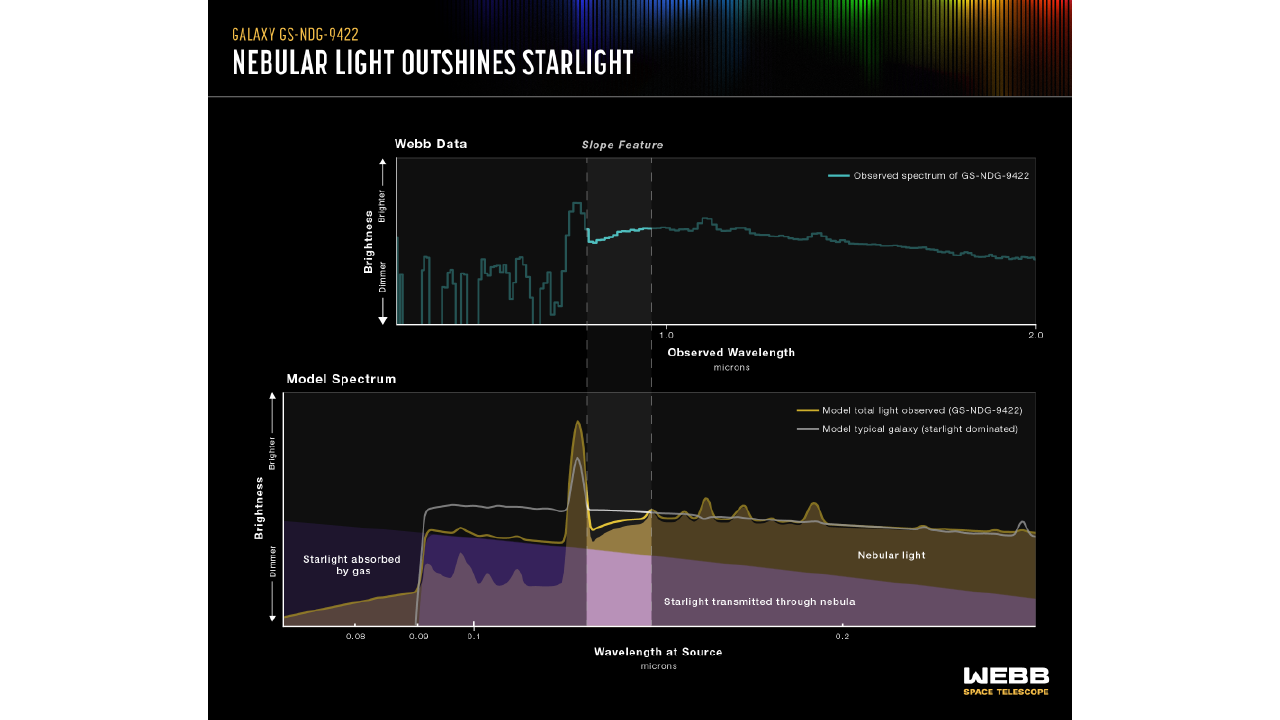 GALAXY GS-NDG-9422
NEBULAR LIGHT OUTSHINES STARLIGHT
Webb Data
Slope Feature
Observed spectrum of GS-NDG-9422
Brightness
Brighter
Dimmer
1.0
2.0
Observed Wavelength
microns
Model Spectrum
Model total light observed (GS-NDG-9422)
Model typical galaxy (starlight dominated)
Brightness
Brighter
Dimmer
Starlight absorbed
by gas
Nebular light
Starlight transmitted through nebula
0.08
0.09
0.1
0.2
Wavelength at Source
microns
WEBB
SPACE TELESCOPE